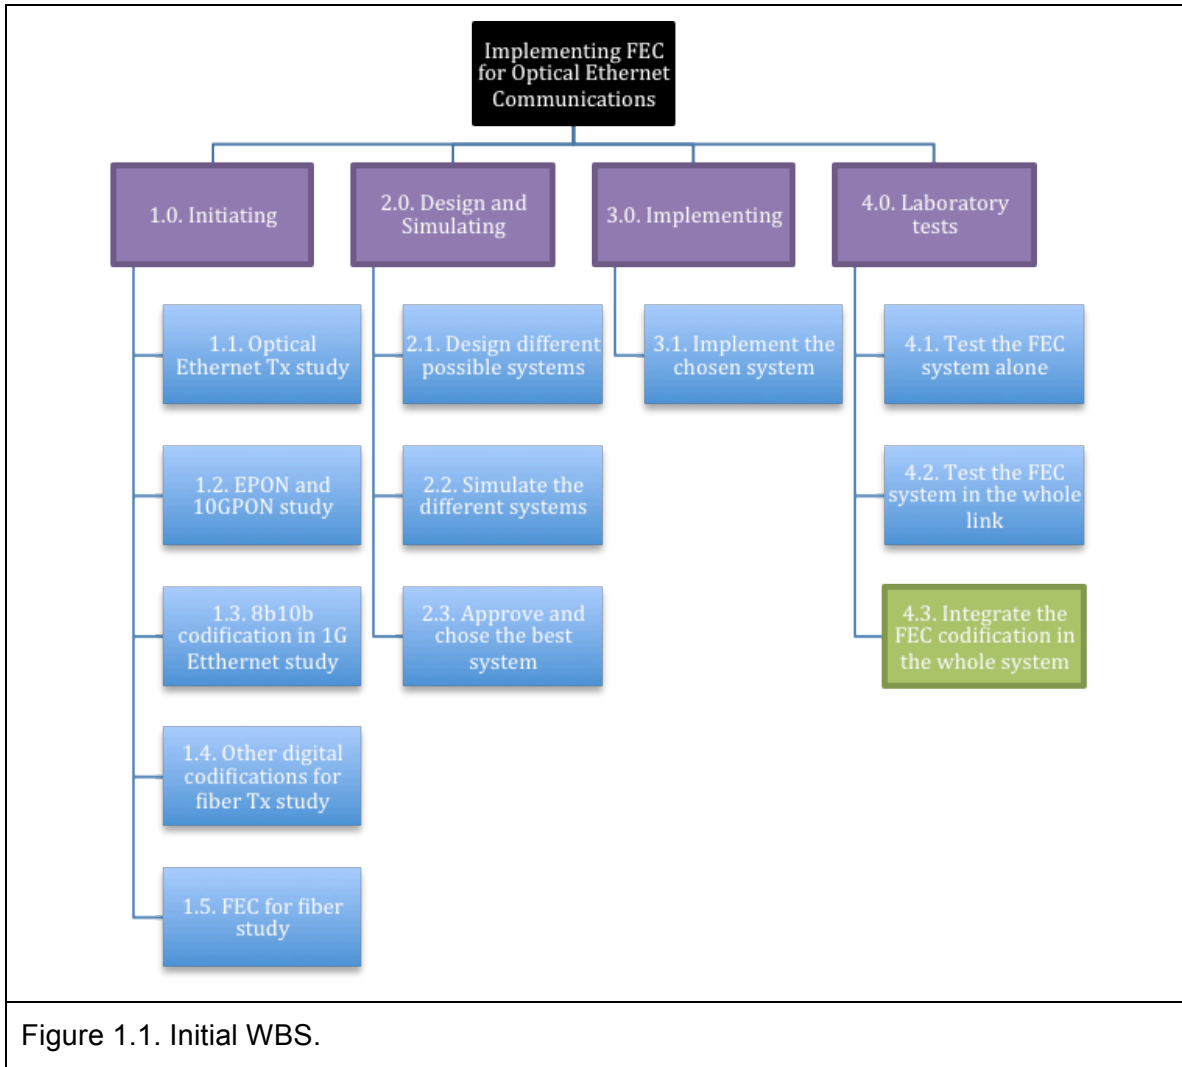 Implementing FEC
for Optical Ethernet
Communications
1.0. Initiating
2.0. Design and
Simulating
3.0. Implementing
4.0. Laboratory
tests
1.1. Optical
Ethernet Tx study
2.1. Design different
possible systems
3.1. Implement the
chosen system
4.1. Test the FEC
system alone
1.2. EPON and
10GPON study
2.2. Simulate the
different systems
4.2. Test the FEC
system in the whole
link
1.3. 8b10b
codification in 1G
Etthernet study
2.3. Approve and
chose the best
system
4.3. Integrate the
FEC codification in
the whole system
1.4. Other digital
codifications for
fiber Tx study
1.5. FEC for fiber
study
Figure 1.1. Initial WBS.